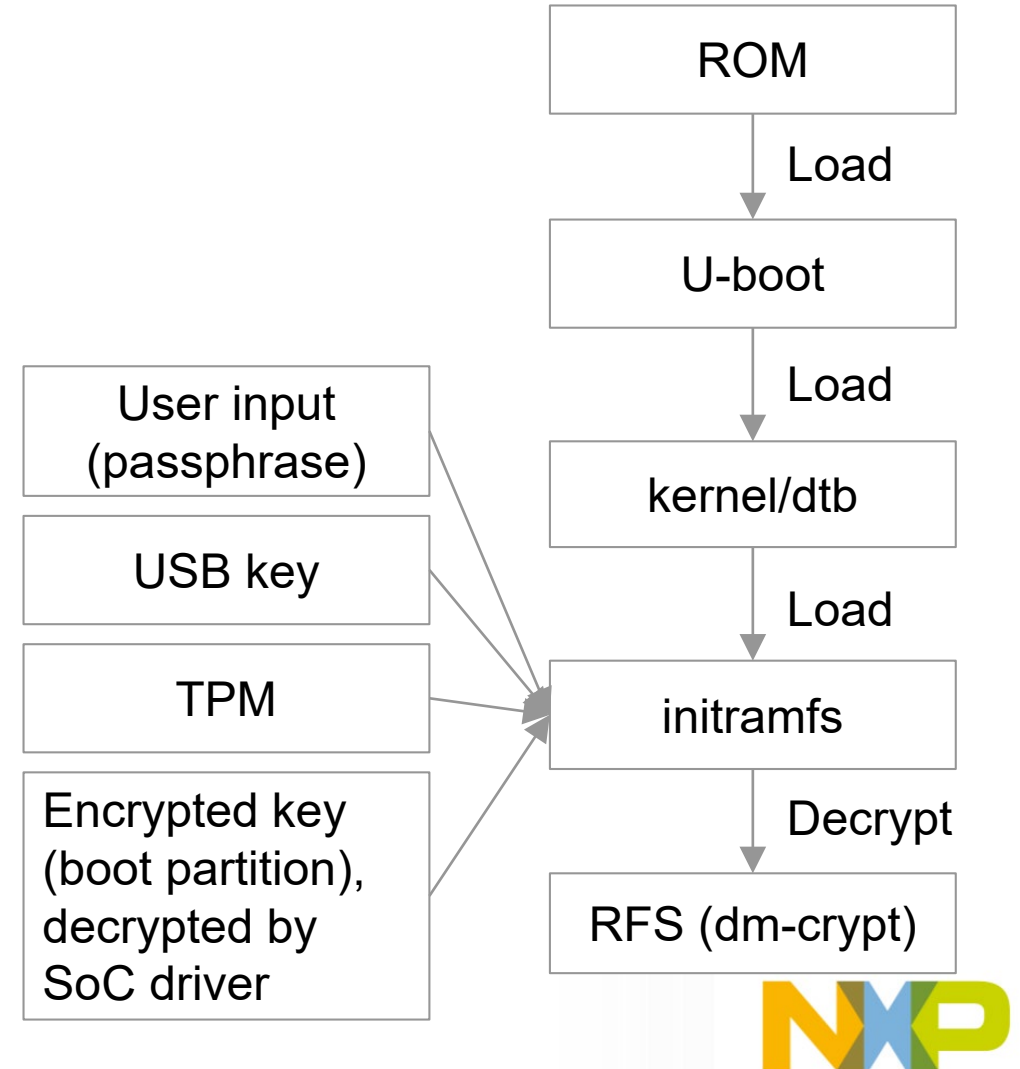 ROM
Load
U-boot
Load
User input
(passphrase)
kernel/dtb
USB key
Load
TPM
initramfs
Encrypted key
(boot partition),
decrypted by
SoC driver
Decrypt
RFS (dm-crypt)
NXP